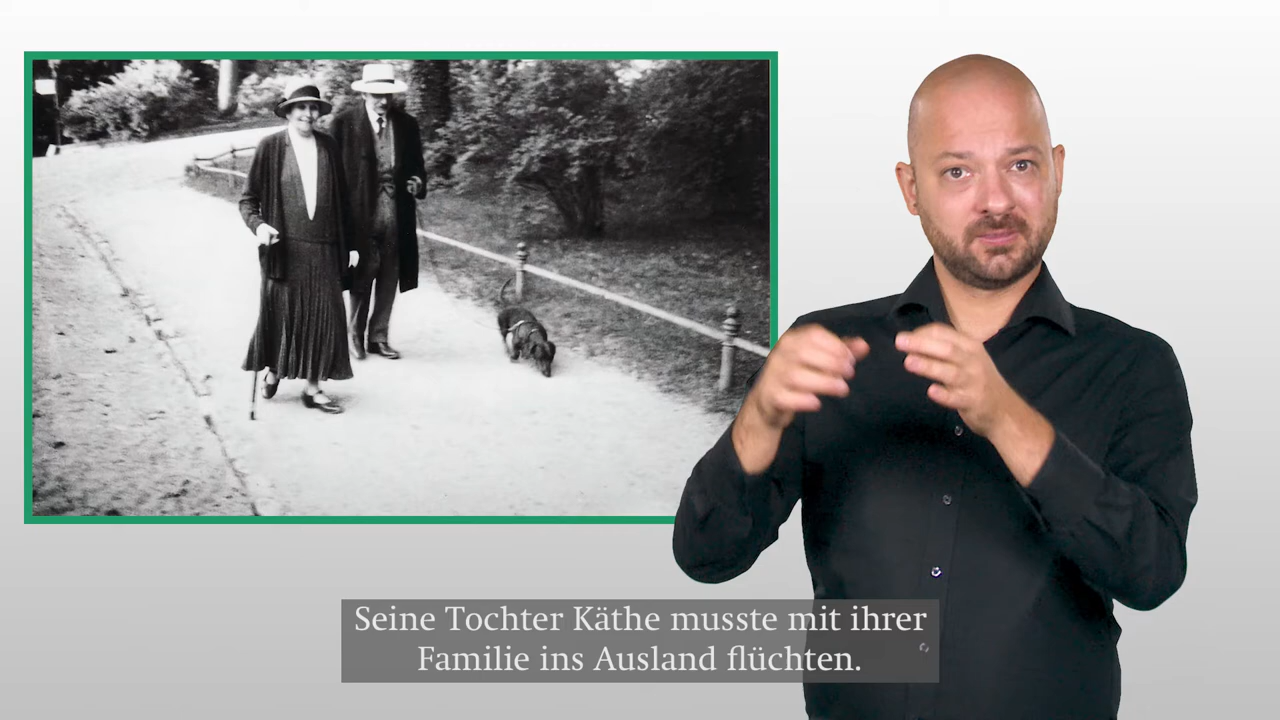 Seine Tochter Käthe musste mit ihrer
Familie ins Ausland flüchten.